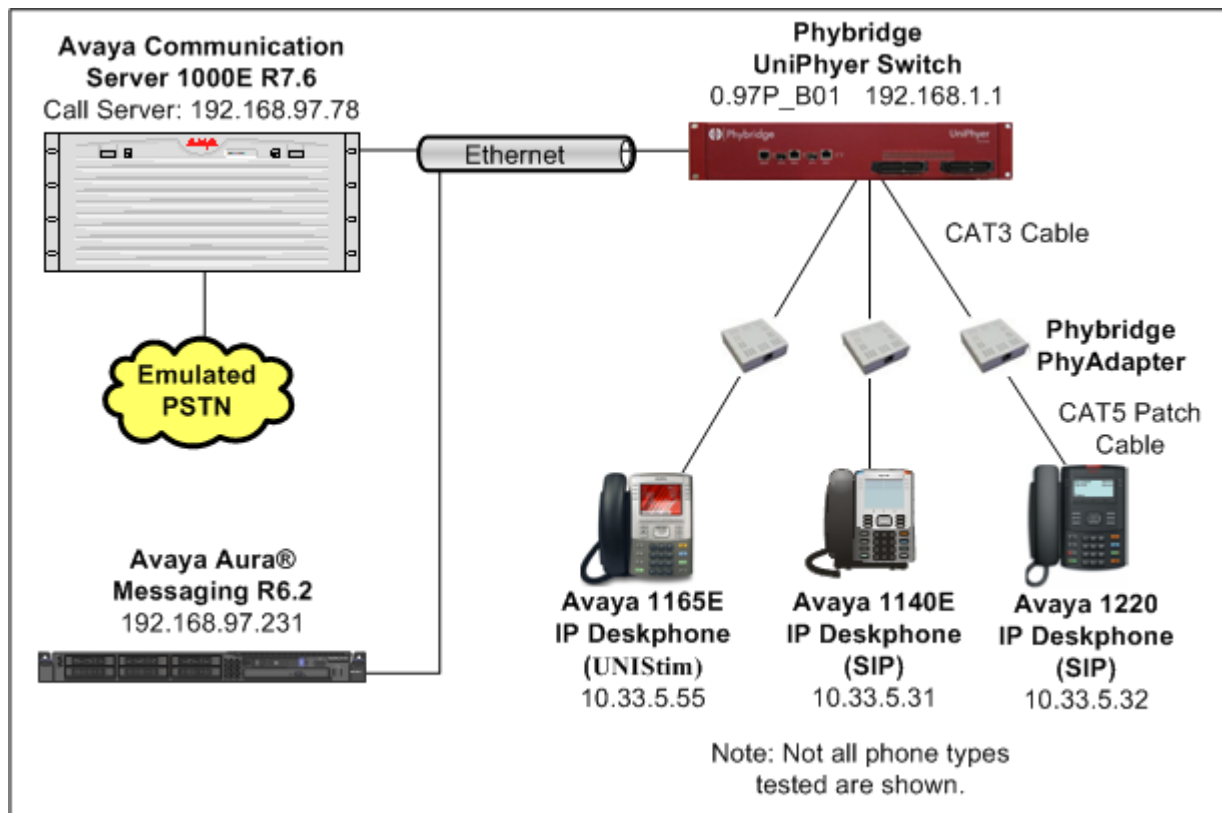 Avaya Communication
Server 1000E R7.6
Call Server: 192.168.97.78
AVAYA
Phybridge
UniPhyer Switch
0.97P_B01 192.168.1.1
Phybridge
UniPhyer
Ethernet
CAT3 Cable
Emulated
PSTN
Phybridge
PhyAdapter
CAT5 Patch
Cable
Avaya Aura®
Messaging R6.2
192.168.97.231
Avaya 1165E
IP Deskphone
(UNIStim)
10.33.5.55
Avaya 1140E
IP Deskphone
(SIP)
10.33.5.31
Avaya 1220
IP Deskphone
(SIP)
10.33.5.32
Note: Not all phone types
tested are shown.